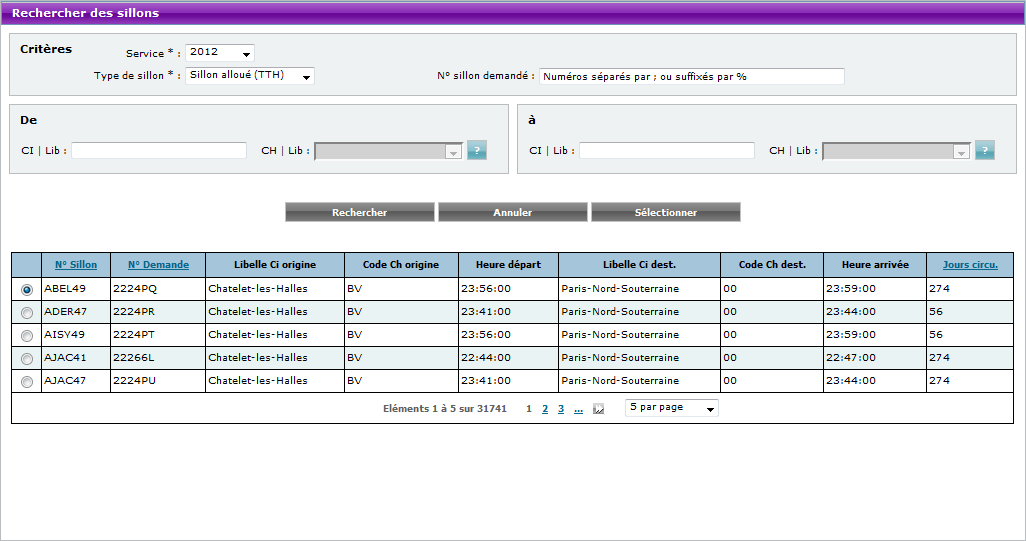 Rechercher des sillons
Critères
Service * : 2012
Type de sillon * : Sillon alloué (TTH) N° sillon demandé : Numéros séparés par ; ou suffixés par %
De à
CI | Lib : CH | Lib : ? CI | Lib : CH | Lib : ?
Rechercher Annuler Sélectionner
N° Sillon N° Demande Libelle Ci origine Code Ch origine Heure départ Libelle Ci dest. Code Ch dest. Heure arrivée Jours circu.
ABEL49 2224PQ Chatelet-les-Halles BV 23:56:00 Paris-Nord-Souterraine 00 23:59:00 274
ADER47 2224PR Chatelet-les-Halles BV 23:41:00 Paris-Nord-Souterraine 00 23:44:00 56
AISY49 2224PT Chatelet-les-Halles BV 23:56:00 Paris-Nord-Souterraine 00 23:59:00 56
AJAC41 22266L Chatelet-les-Halles BV 22:44:00 Paris-Nord-Souterraine 00 22:47:00 274
AJAC47 2224PU Chatelet-les-Halles BV 23:41:00 Paris-Nord-Souterraine 00 23:44:00 274
Eléments 1 à 5 sur 31741 1 2 3 ... 5 par page